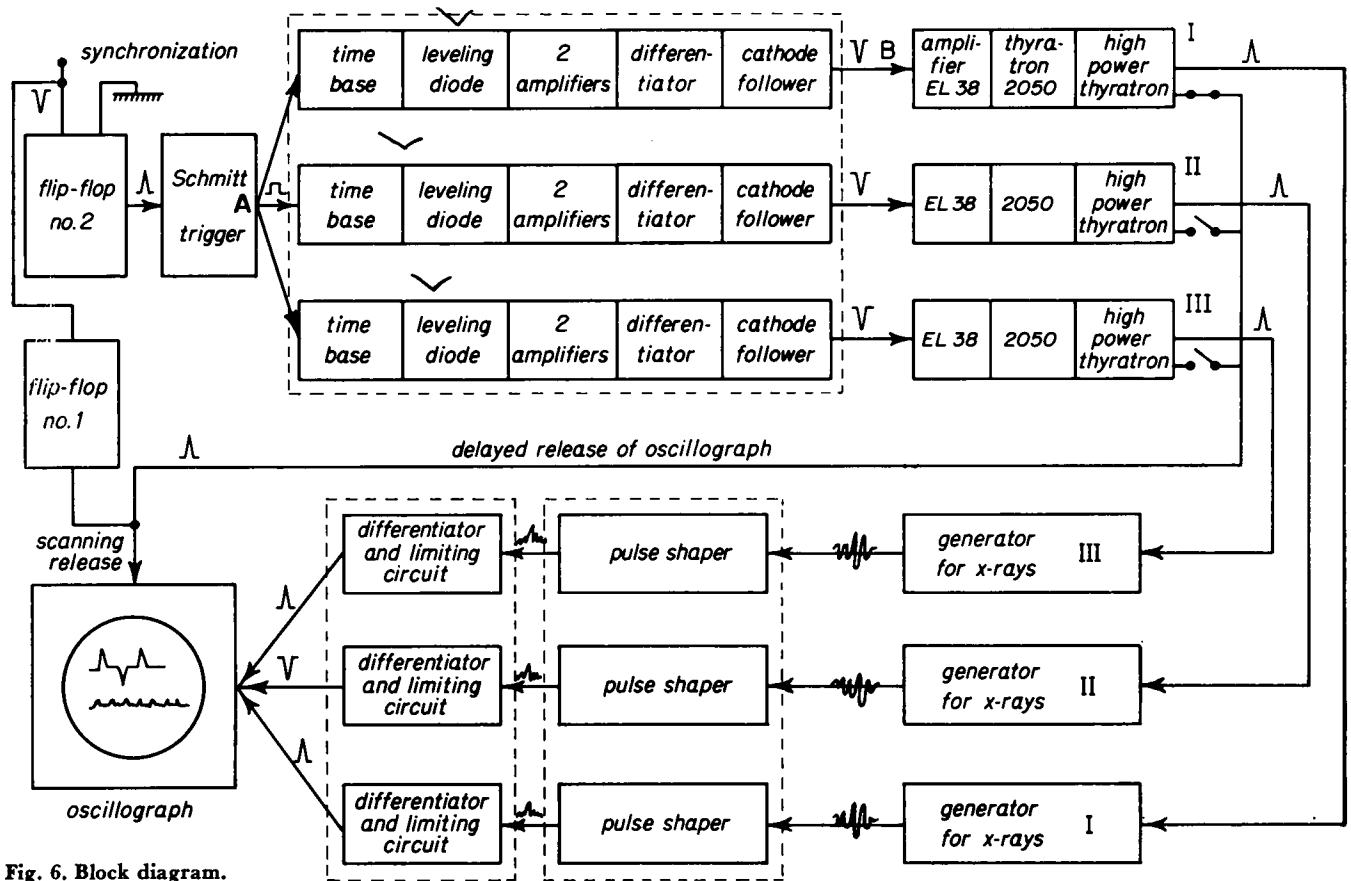 synchronization
flip-flop
no.2
Schmitt
A
trigger
time
base
leveling
diode
2
amplifiers
differen-
tiator
cathode
follower
B
ampli-
fier
EL 38
thyra-
tron
2050
high
power
thyratron
I
time
base
leveling
diode
2
amplifiers
differen-
tiator
cathode
follower
EL 38
2050
high
power
thyratron
II
time
base
leveling
diode
2
amplifiers
differen-
tiator
cathode
follower
EL 38
2050
high
power
thyratron
III
flip-flop
no.1
delayed release of oscillograph
scanning
release
differentiator
and limiting
circuit
pulse shaper
generator
for x-rays
III
differentiator
and limiting
circuit
pulse shaper
generator
for x-rays
II
differentiator
and limiting
circuit
pulse shaper
generator
for x-rays
I
oscillograph
Fig. 6. Block diagram.